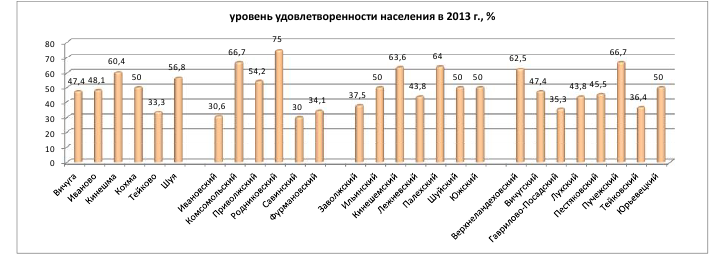 уровень удовлетворенности населения в 2013 г., %
80
70
60
50
40
30
20
10
0
47,4
48,1
60,4
50
33,3
56,8
30,6
66,7
54,2
75
30
34,1
37,5
50
63,6
43,8
64
50
50
62,5
47,4
35,3
43,8
45,5
66,7
36,4
50
Вичуга
Иваново
Кинешма
Кохма
Тейково
Шуя
Ивановский
Комсомольский
Приволжский
Родниковский
Савинский
Фурмановский
Заволжский
Ильинский
Кинешемский
Лежневский
Палехский
Шуйский
Южский
Верхнеландеховский
Вичугский
Гаврилово-Посадский
Лухский
Пестяковский
Пучежский
Тейковский
Юрьевецкий